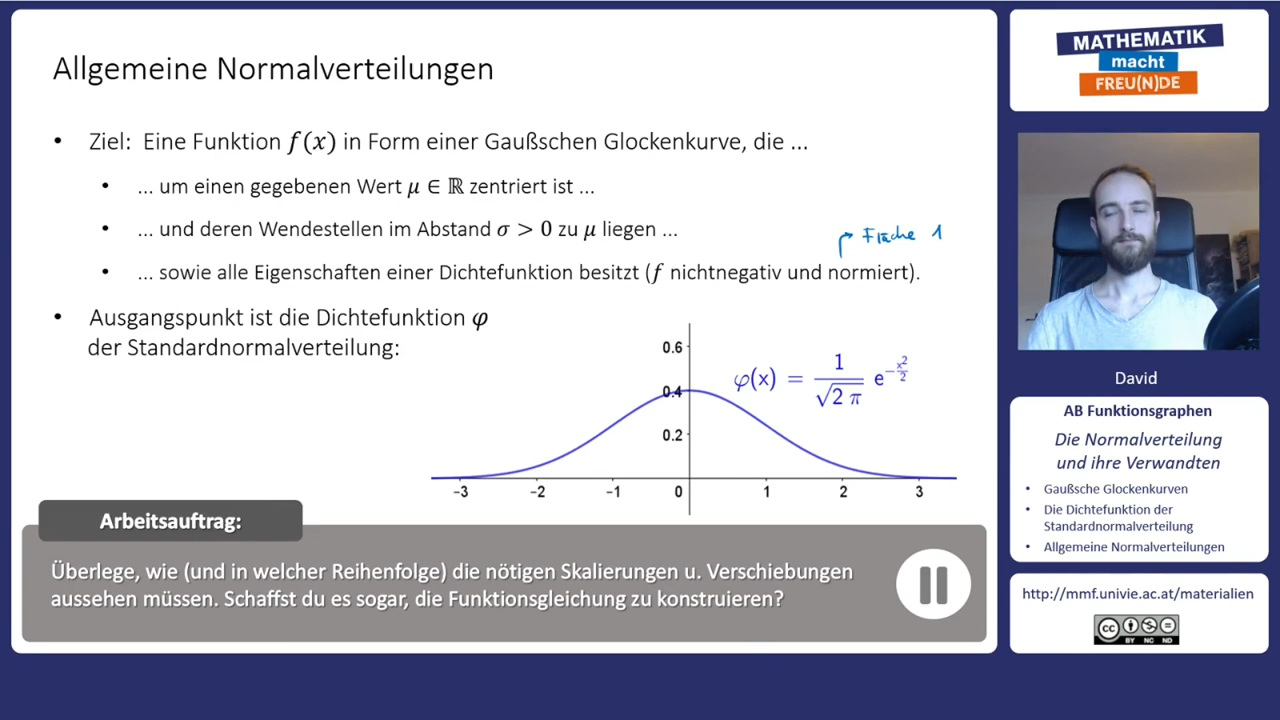 Allgemeine Normalverteilungen
• Ziel: Eine Funktion f(x) in Form einer Gaußschen Glockenkurve, die ...
• ... um einen gegebenen Wert μ ∈ ℝ zentriert ist ...
• ... und deren Wendestellen im Abstand σ > 0 zu μ liegen ...
Fläche 1
• ... sowie alle Eigenschaften einer Dichtefunktion besitzt (f nichtnegativ und normiert).
• Ausgangspunkt ist die Dichtefunktion φ
der Standardnormalverteilung:
0.6
0.4
0.2
φ(x) = 1/√(2 π) e^(-x²/2)
−3 −2 −1 0 1 2 3
Arbeitsauftrag:
Überlege, wie (und in welcher Reihenfolge) die nötigen Skalierungen u. Verschiebungen
aussehen müssen. Schaffst du es sogar, die Funktionsgleichung zu konstruieren?
MATHEMATIK
macht
FREU(N)DE
David
AB Funktionsgraphen
Die Normalverteilung
und ihre Verwandten
• Gaußsche Glockenkurven
• Die Dichtefunktion der
Standardnormalverteilung
• Allgemeine Normalverteilungen
http://mmf.univie.ac.at/materialien
cc
BY NC ND